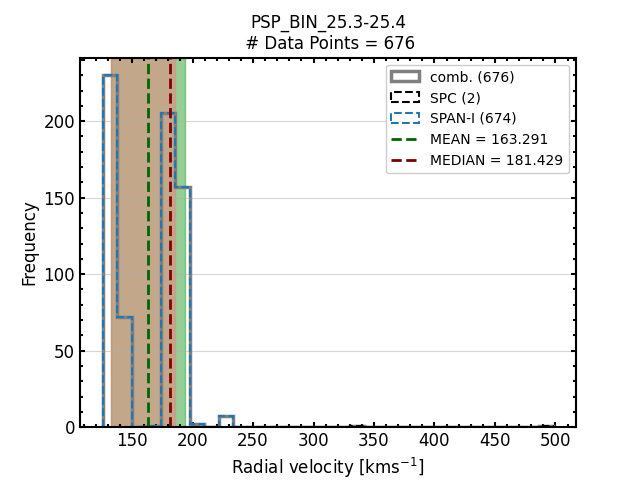 PSP_BIN_25.3-25.4
# Data Points = 676
comb. (676)
SPC (2)
SPAN-I (674)
MEAN = 163.291
MEDIAN = 181.429
Frequency
200
150
100
50
0
150 200 250 300 350 400 450 500
Radial velocity [kms⁻¹]